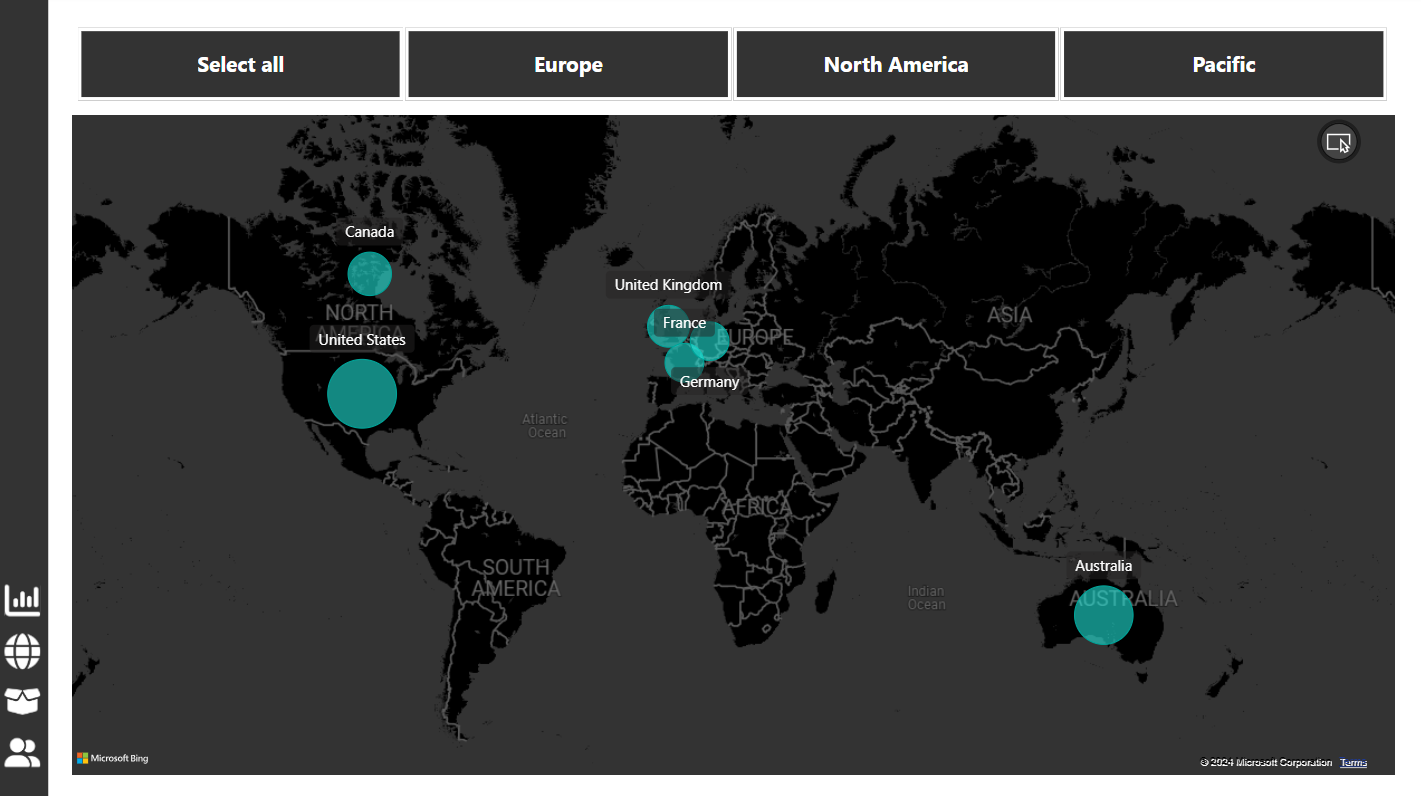 Select all
Europe
North America
Pacific
Canada
NORTH
AMERICA
United States
United Kingdom
France
EUROPE
Germany
ASIA
Atlantic
Ocean
AFRICA
SOUTH
AMERICA
Indian
Ocean
Australia
AUSTRALIA
Microsoft Bing
© 2024 Microsoft Corporation Terms